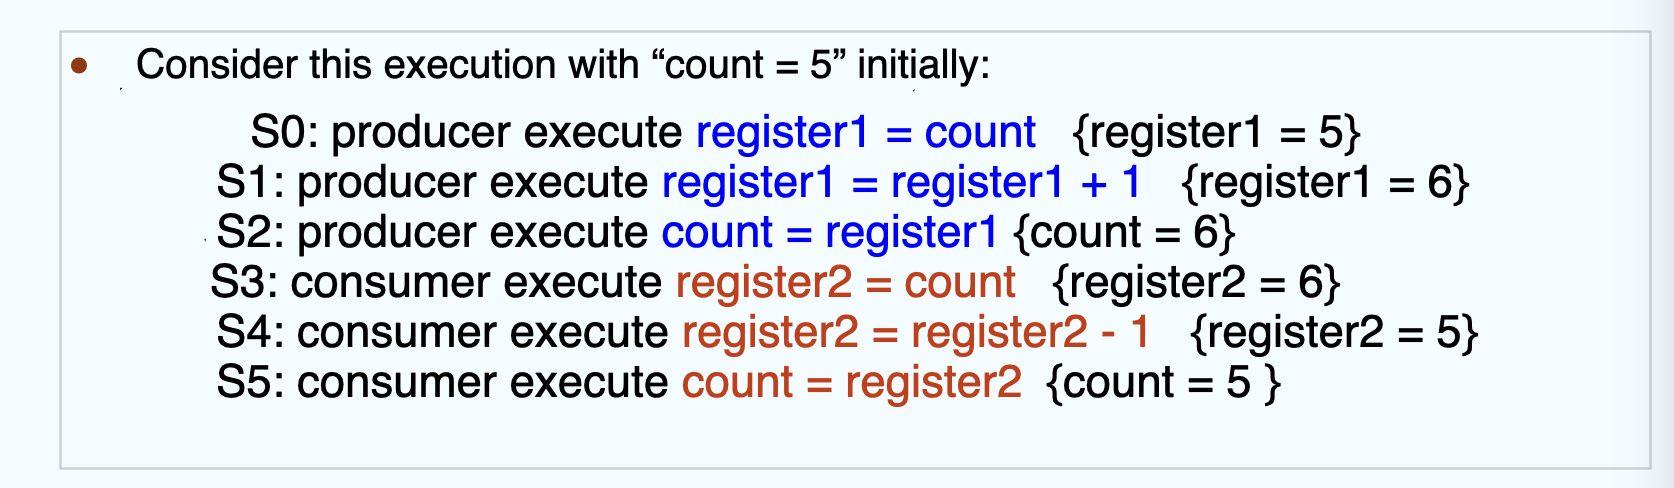 • Consider this execution with “count = 5” initially:
S0: producer execute register1 = count {register1 = 5}
S1: producer execute register1 = register1 + 1 {register1 = 6}
S2: producer execute count = register1 {count = 6}
S3: consumer execute register2 = count {register2 = 6}
S4: consumer execute register2 = register2 - 1 {register2 = 5}
S5: consumer execute count = register2 {count = 5 }